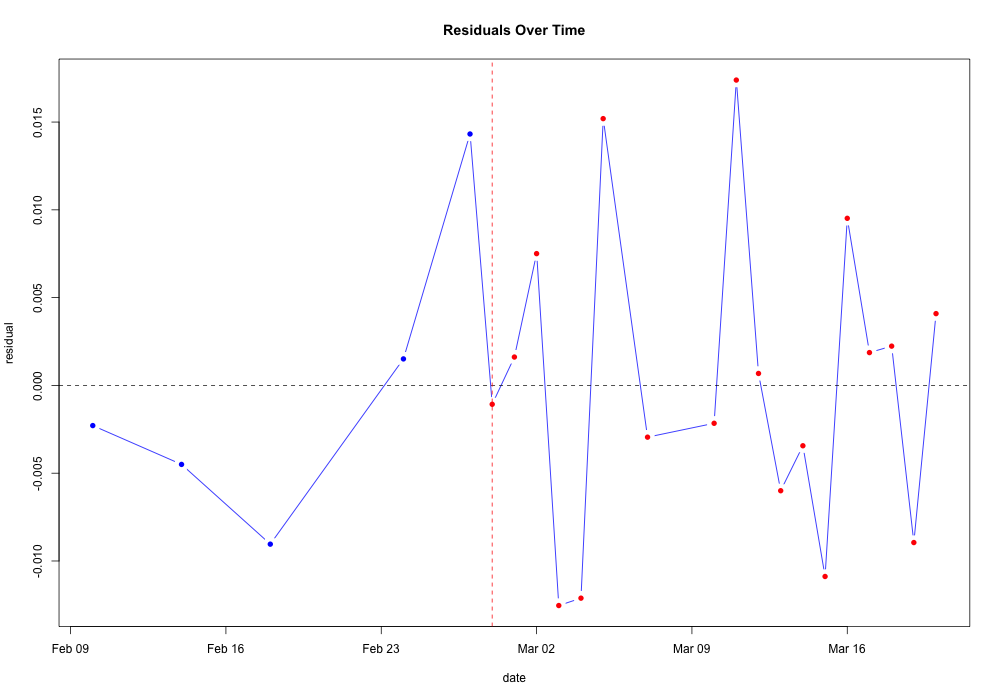 Residuals Over Time
residual
0.015
0.010
0.005
0.000
-0.005
-0.010
Feb 09 Feb 16 Feb 23 Mar 02 Mar 09 Mar 16
date